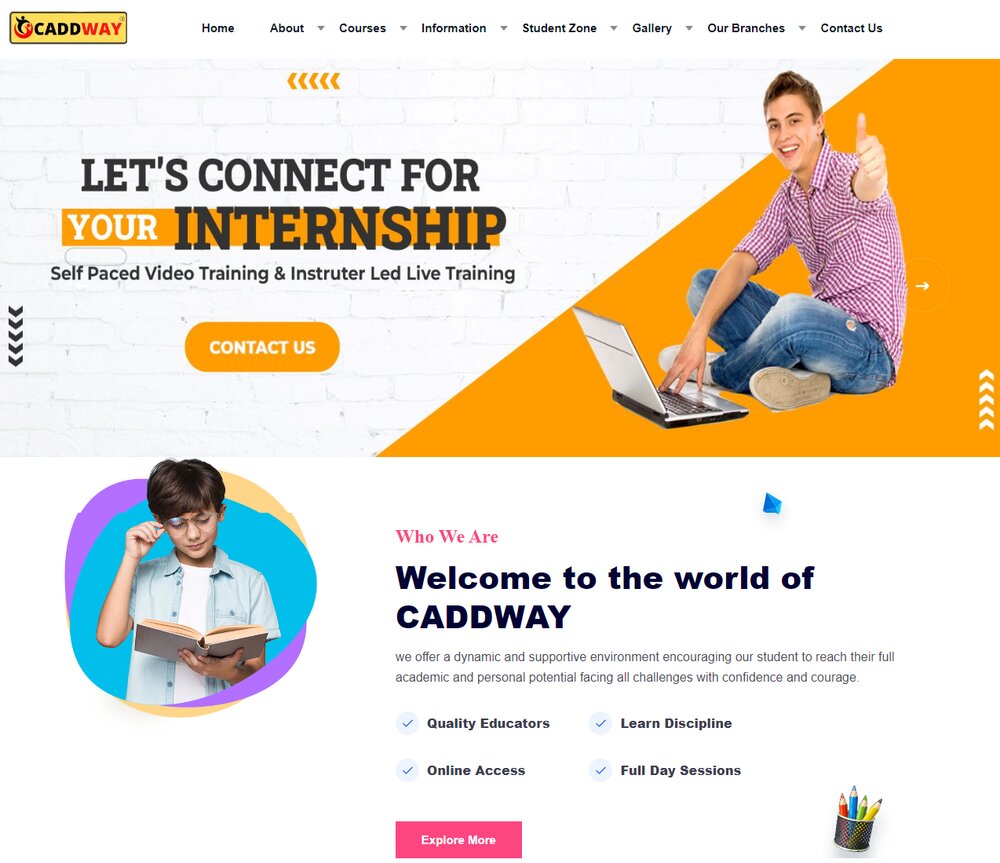 CADDWAY
Home About Courses Information Student Zone Gallery Our Branches Contact Us
LET'S CONNECT FOR
YOUR INTERNSHIP
Self Paced Video Training & Instruter Led Live Training
CONTACT US
Who We Are
Welcome to the world of
CADDWAY
we offer a dynamic and supportive environment encouraging our student to reach their full
academic and personal potential facing all challenges with confidence and courage.
Quality Educators Learn Discipline
Online Access Full Day Sessions
Explore More